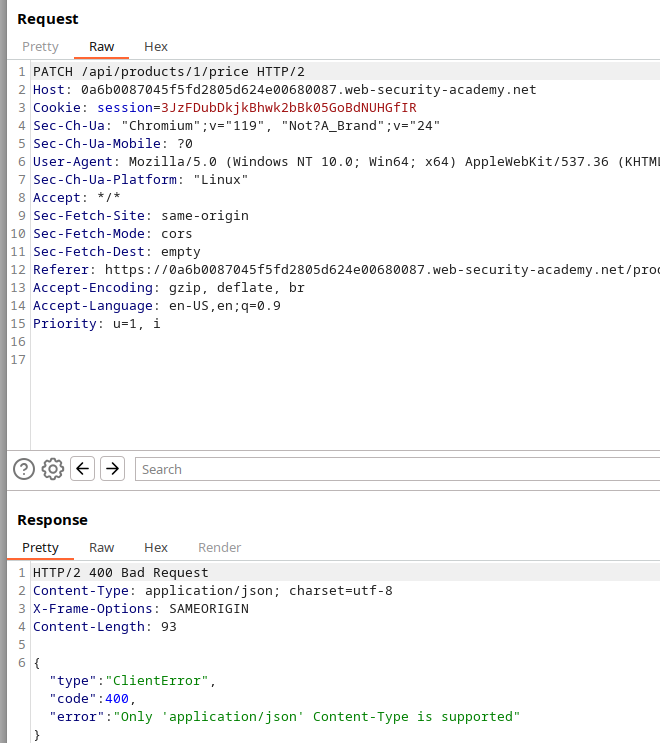 Request
Pretty Raw Hex
1 PATCH /api/products/1/price HTTP/2
2 Host: 0a6b0087045f5fd2805d624e00680087.web-security-academy.net
3 Cookie: session=3JzFDubDkjkBhwk2bBk05GoBdNUHGfIR
4 Sec-Ch-Ua: "Chromium";v="119", "Not?A_Brand";v="24"
5 Sec-Ch-Ua-Mobile: ?0
6 User-Agent: Mozilla/5.0 (Windows NT 10.0; Win64; x64) AppleWebKit/537.36 (KHTML
7 Sec-Ch-Ua-Platform: "Linux"
8 Accept: */*
9 Sec-Fetch-Site: same-origin
10 Sec-Fetch-Mode: cors
11 Sec-Fetch-Dest: empty
12 Referer: https://0a6b0087045f5fd2805d624e00680087.web-security-academy.net/prod
13 Accept-Encoding: gzip, deflate, br
14 Accept-Language: en-US,en;q=0.9
15 Priority: u=1, i
16
17
Search
Response
Pretty Raw Hex Render
1 HTTP/2 400 Bad Request
2 Content-Type: application/json; charset=utf-8
3 X-Frame-Options: SAMEORIGIN
4 Content-Length: 93
5
6 {
"type":"ClientError",
"code":400,
"error":"Only 'application/json' Content-Type is supported"
}